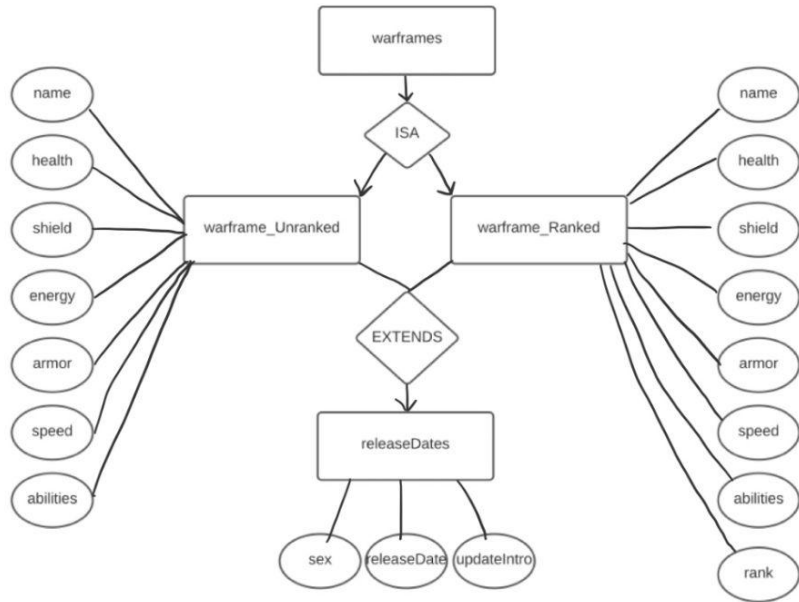 warframes
ISA
name
health
shield
energy
armor
speed
abilities
warframe_Unranked
warframe_Ranked
name
health
shield
energy
armor
speed
abilities
rank
EXTENDS
releaseDates
sex
releaseDate
updateIntro